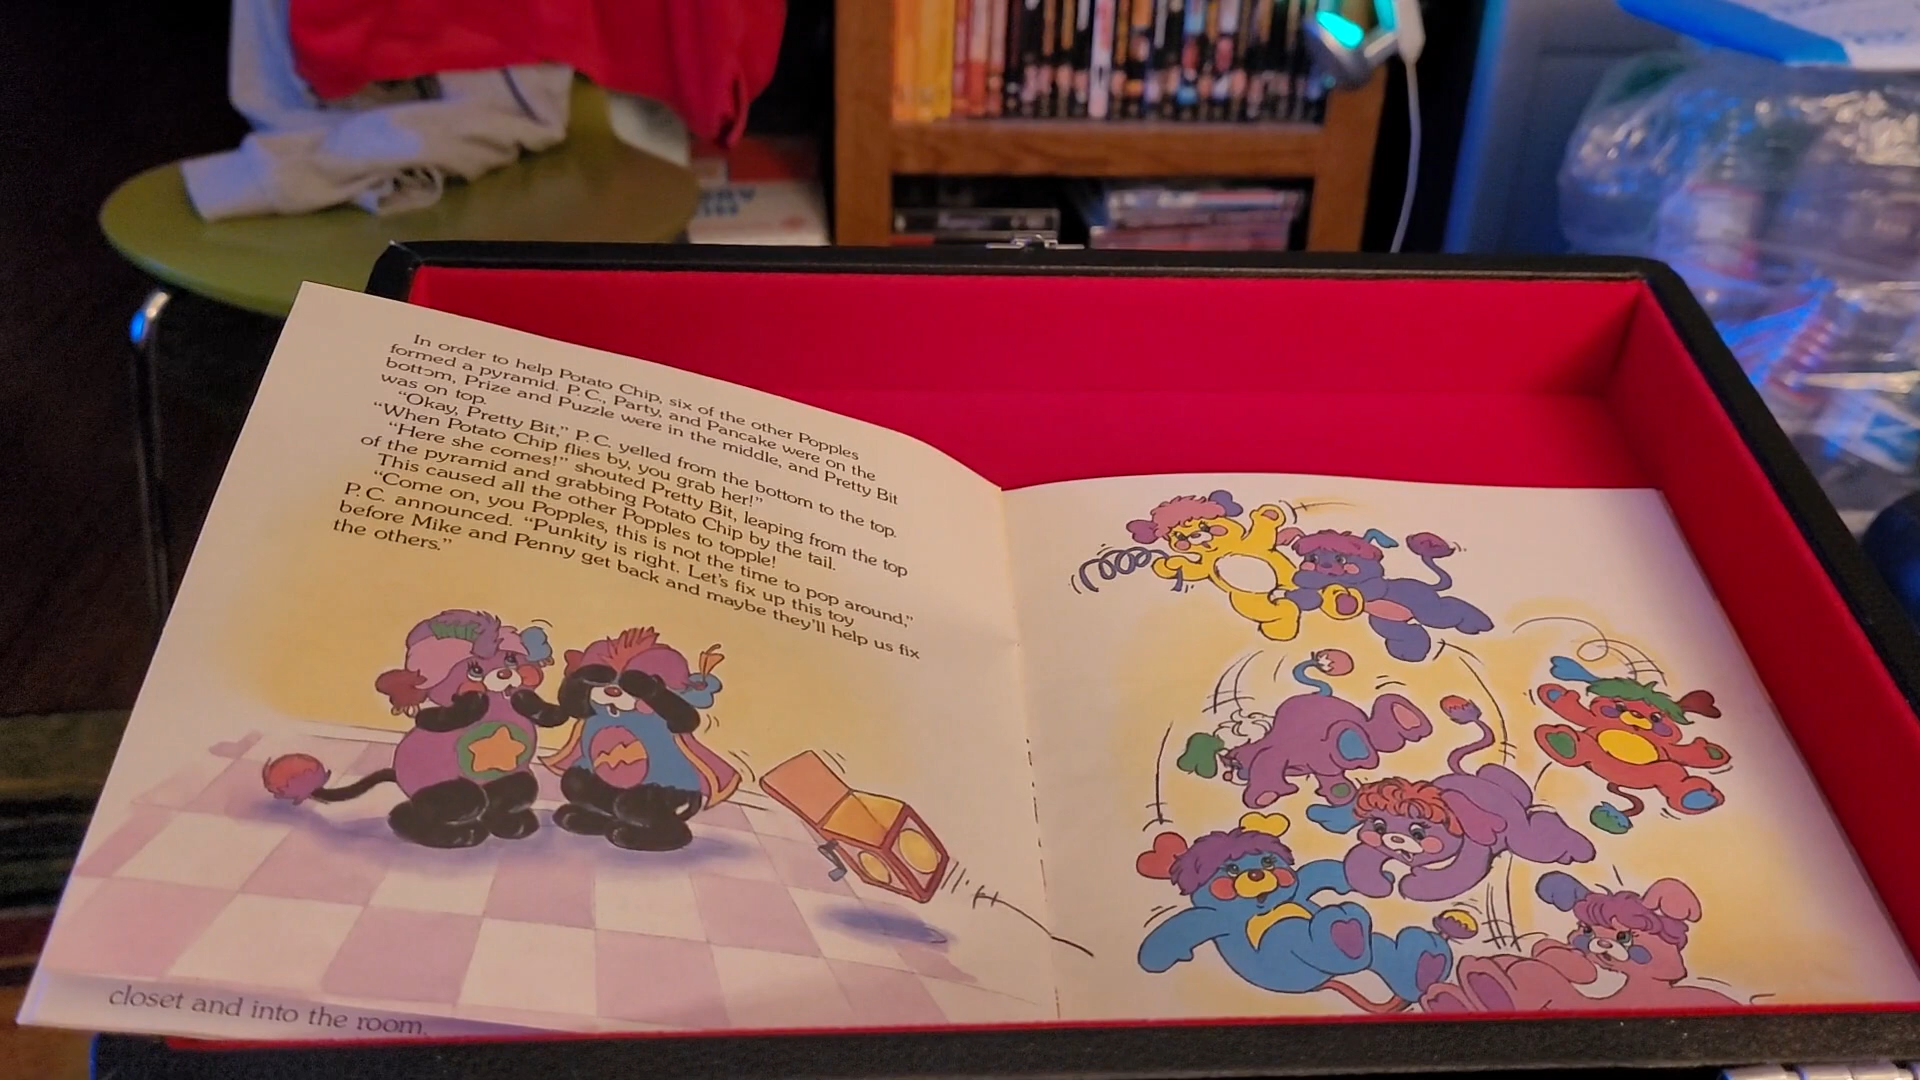 In order to help Potato Chip, six of the other Popples
formed a pyramid. P.C., Party, and Pancake were on the
bottom, Prize and Puzzle were in the middle, and Pretty Bit
was on top.
“Okay, Pretty Bit,” P.C. yelled from the bottom to the top.
“When Potato Chip flies by, you grab her!”
“Here she comes!” shouted Pretty Bit, leaping from the top
of the pyramid and grabbing Potato Chip by the tail.
This caused all the other Popples to topple!
“Come on, you Popples, this is not the time to pop around,”
P.C. announced. “Punkity is right. Let’s fix up this toy
before Mike and Penny get back and maybe they’ll help us fix
the others.”
closet and into the room.